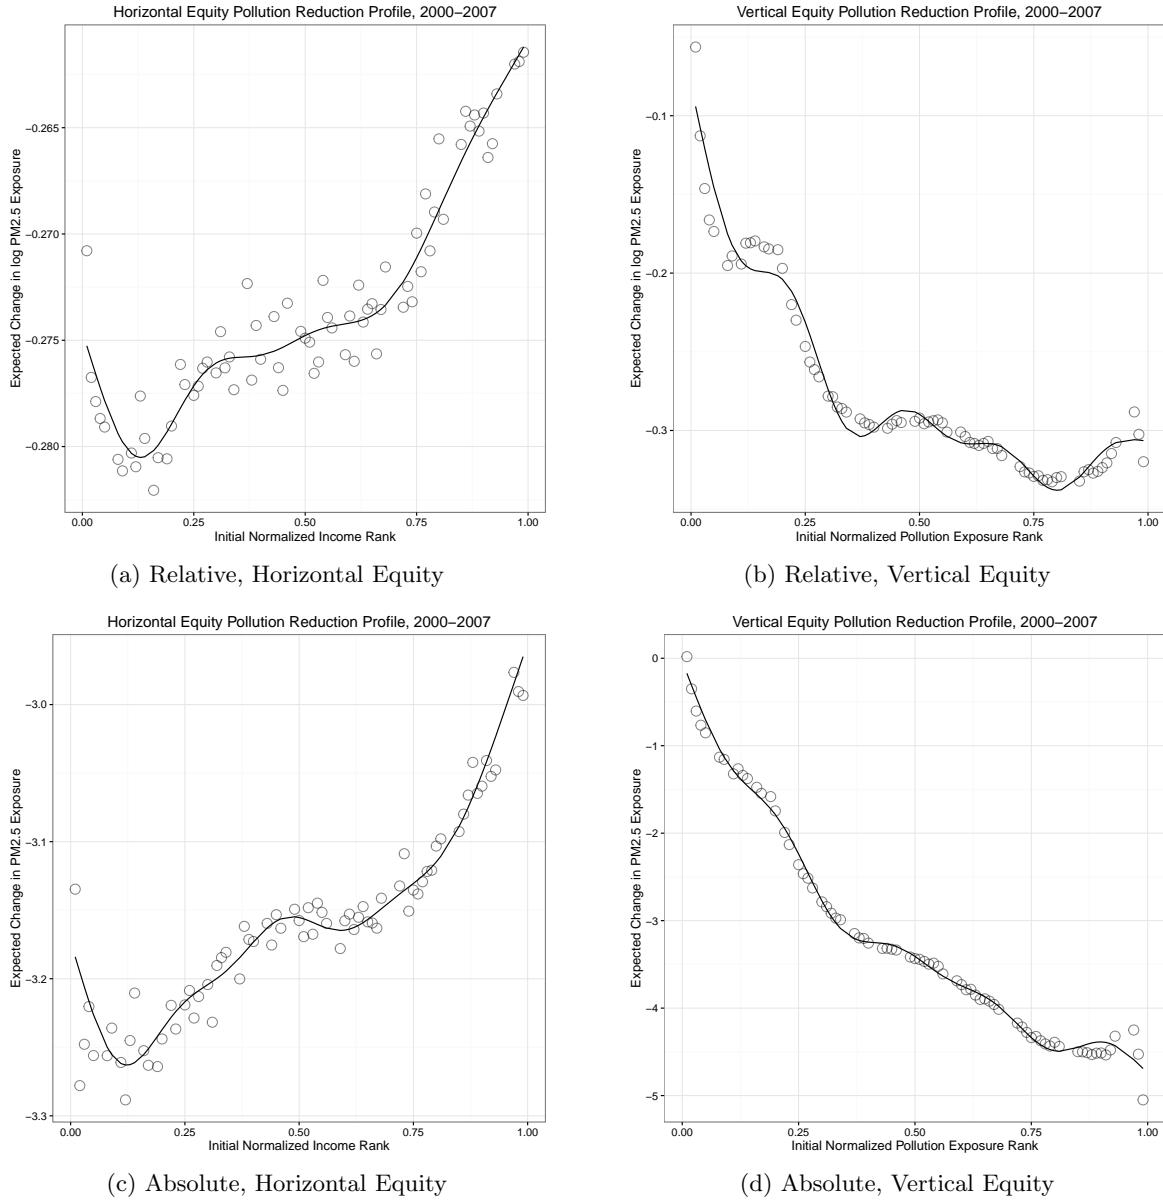 Horizontal Equity Pollution Reduction Profile, 2000−2007
Expected Change in log PM2.5 Exposure
−0.265
−0.270
−0.275
−0.280
0.00 0.25 0.50 0.75 1.00
Initial Normalized Income Rank
(a) Relative, Horizontal Equity
Vertical Equity Pollution Reduction Profile, 2000−2007
Expected Change in log PM2.5 Exposure
−0.1
−0.2
−0.3
0.00 0.25 0.50 0.75 1.00
Initial Normalized Pollution Exposure Rank
(b) Relative, Vertical Equity
Horizontal Equity Pollution Reduction Profile, 2000−2007
Expected Change in PM2.5 Exposure
−3.0
−3.1
−3.2
−3.3
0.00 0.25 0.50 0.75 1.00
Initial Normalized Income Rank
(c) Absolute, Horizontal Equity
Vertical Equity Pollution Reduction Profile, 2000−2007
Expected Change in PM2.5 Exposure
0
−1
−2
−3
−4
−5
0.00 0.25 0.50 0.75 1.00
Initial Normalized Pollution Exposure Rank
(d) Absolute, Vertical Equity